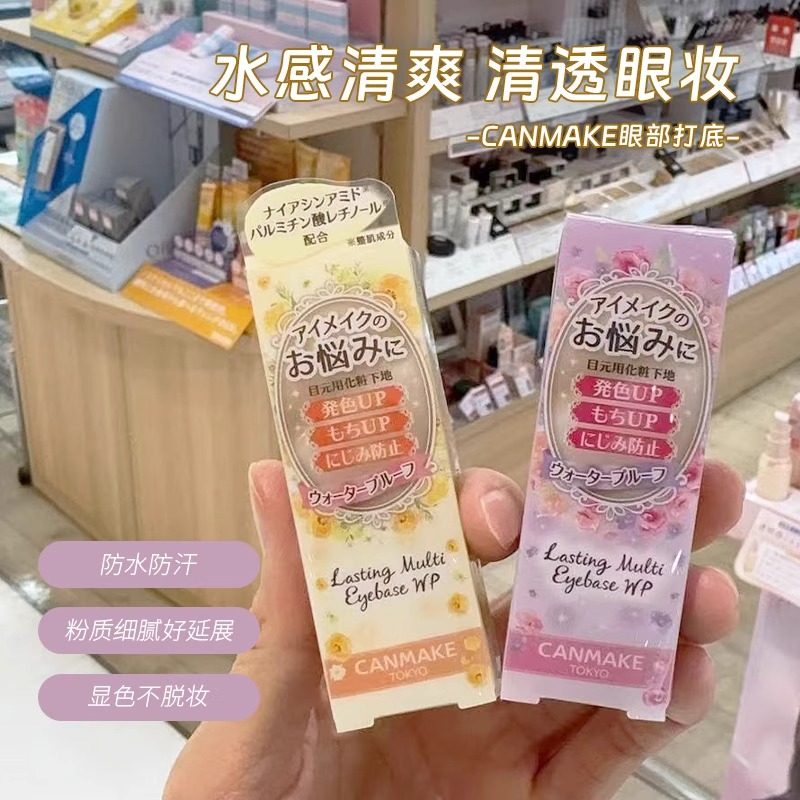 水感清爽 清透眼妆
-CANMAKE眼部打底-
ナイアシンアミド※
パルミチン酸レチノール※
配合 ※整肌成分
アイメイクの
お悩みに
目元用化粧下地
発色UP
もちUP
にじみ防止
ウォータープルーフ
Lasting Multi
Eyebase WP
CANMAKE
TOKYO
アイメイクの
お悩みに
目元用化粧下地
発色UP
もちUP
にじみ防止
ウォータープルーフ
Lasting Multi
Eyebase WP
CANMAKE
TOKYO
防水防汗
粉质细腻好延展
显色不脱妆